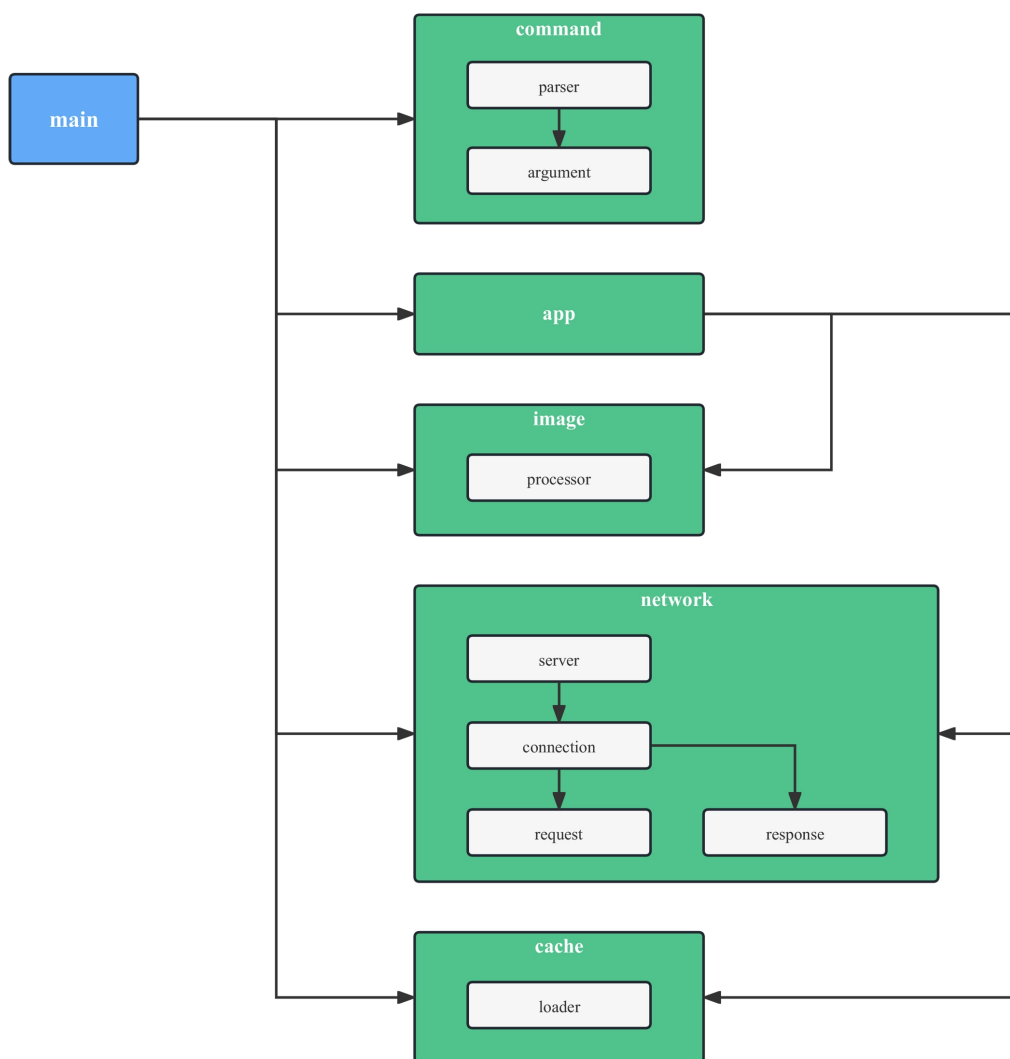 command
parser
main
argument
app
image
processor
network
server
connection
request
response
cache
loader